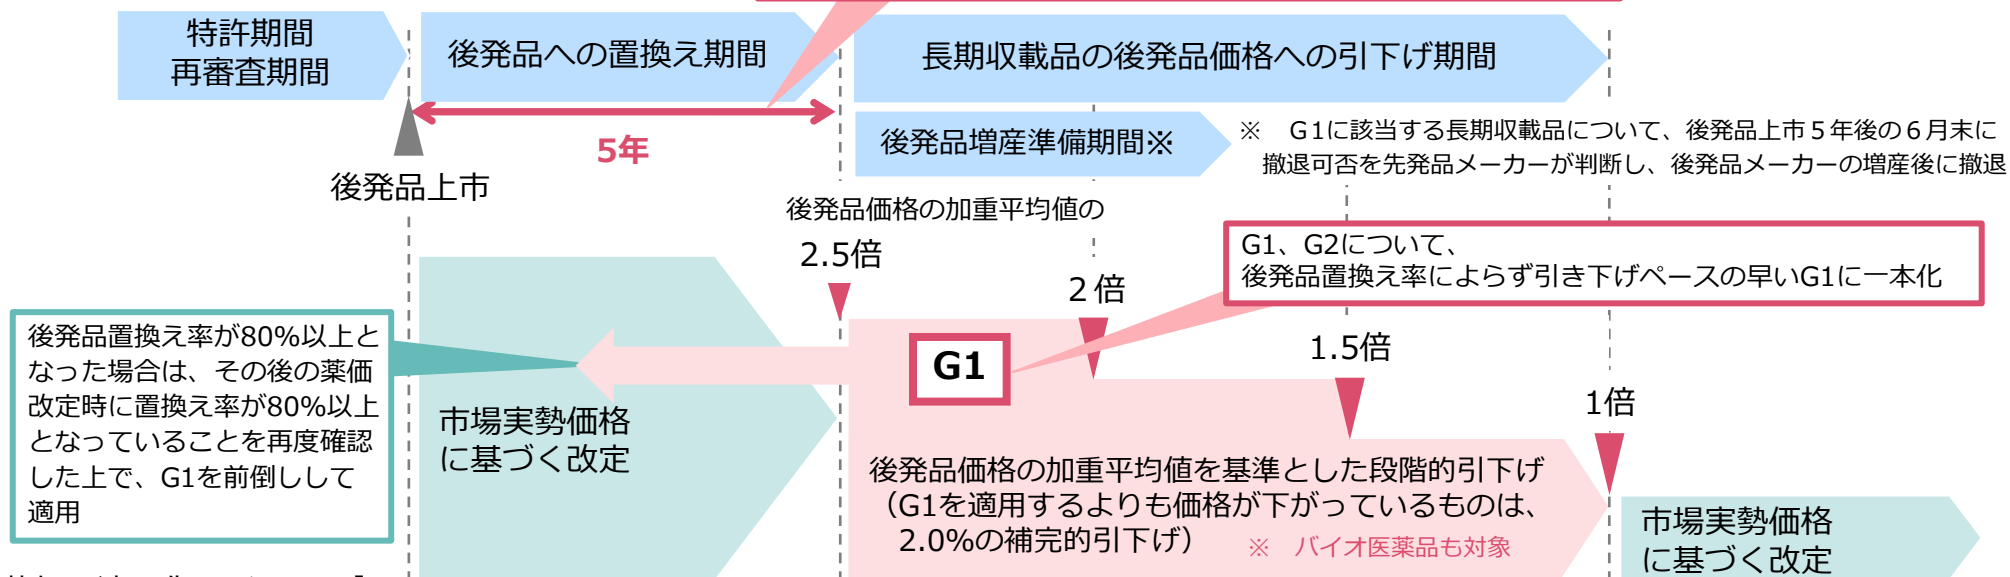 特許期間
再審査期間
後発品への置換え期間
長期収載品の後発品価格への引下げ期間
5年
後発品増産準備期間※
※　G1に該当する長期収載品について、後発品上市５年後の６月末に
撤退可否を先発品メーカーが判断し、後発品メーカーの増産後に撤退
後発品上市
後発品価格の加重平均値の
2.5倍
２倍
1.5倍
1倍
G1、G2について、
後発品置換え率によらず引き下げペースの早いG1に一本化
後発品置換え率が80%以上と
なった場合は、その後の薬価
改定時に置換え率が80%以上
となっていることを再度確認
した上で、G1を前倒しして
適用
市場実勢価格
に基づく改定
G1
後発品価格の加重平均値を基準とした段階的引下げ
（G1を適用するよりも価格が下がっているものは、
2.0%の補完的引下げ）
※　バイオ医薬品も対象
市場実勢価格
に基づく改定